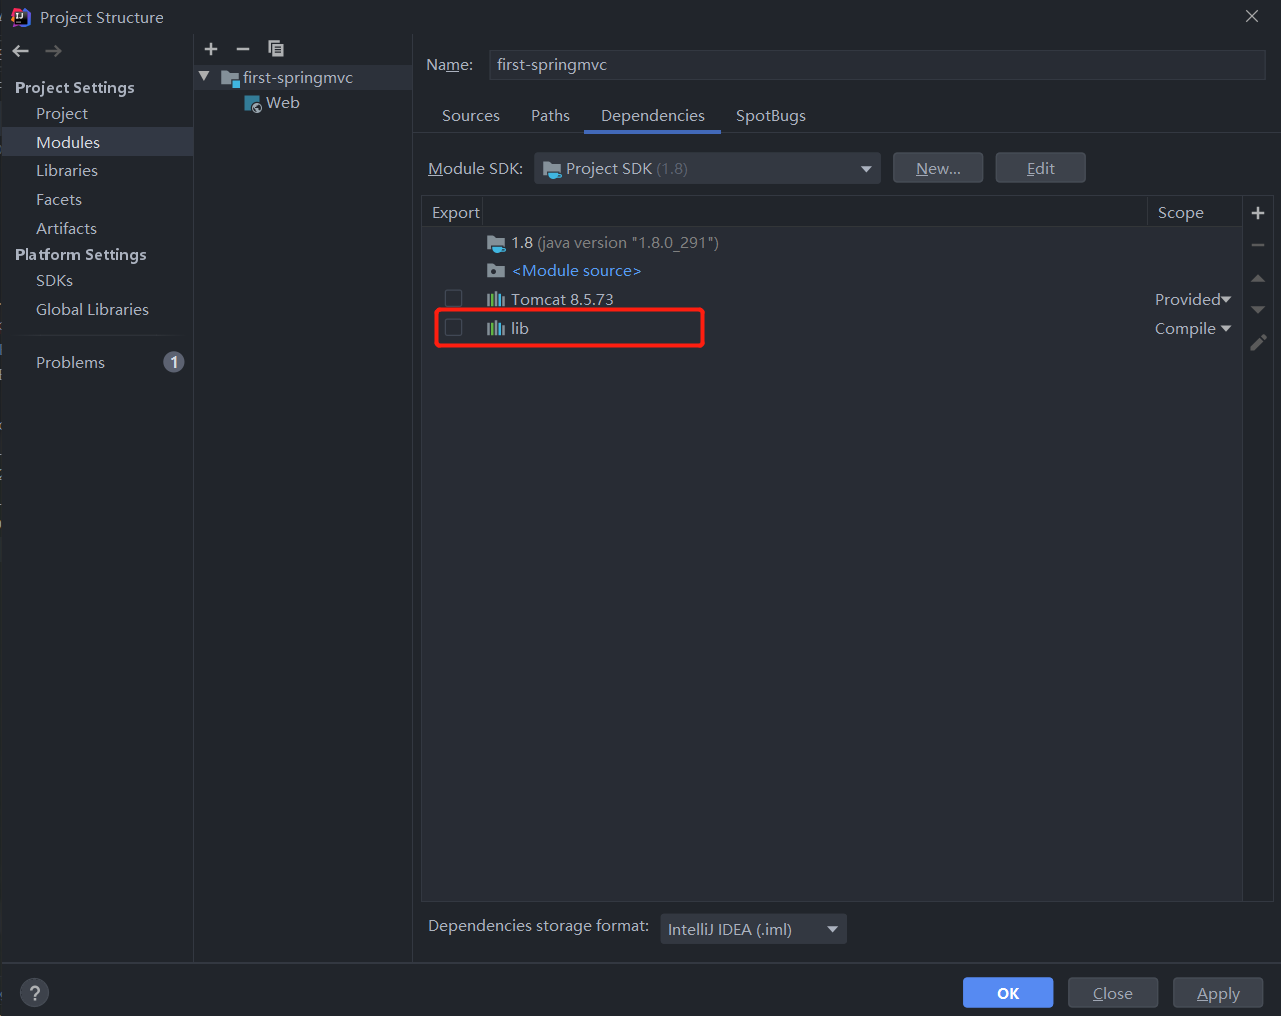 Project Structure
Project Settings
Project
Modules
Libraries
Facets
Artifacts
Platform Settings
SDKs
Global Libraries
Problems 1
first-springmvc
Web
Name: first-springmvc
Sources Paths Dependencies SpotBugs
Module SDK: Project SDK (1.8) New... Edit
Export Scope
1.8 (java version "1.8.0_291")
<Module source>
Tomcat 8.5.73 Provided
lib Compile
Dependencies storage format: IntelliJ IDEA (.iml)
? OK Close Apply